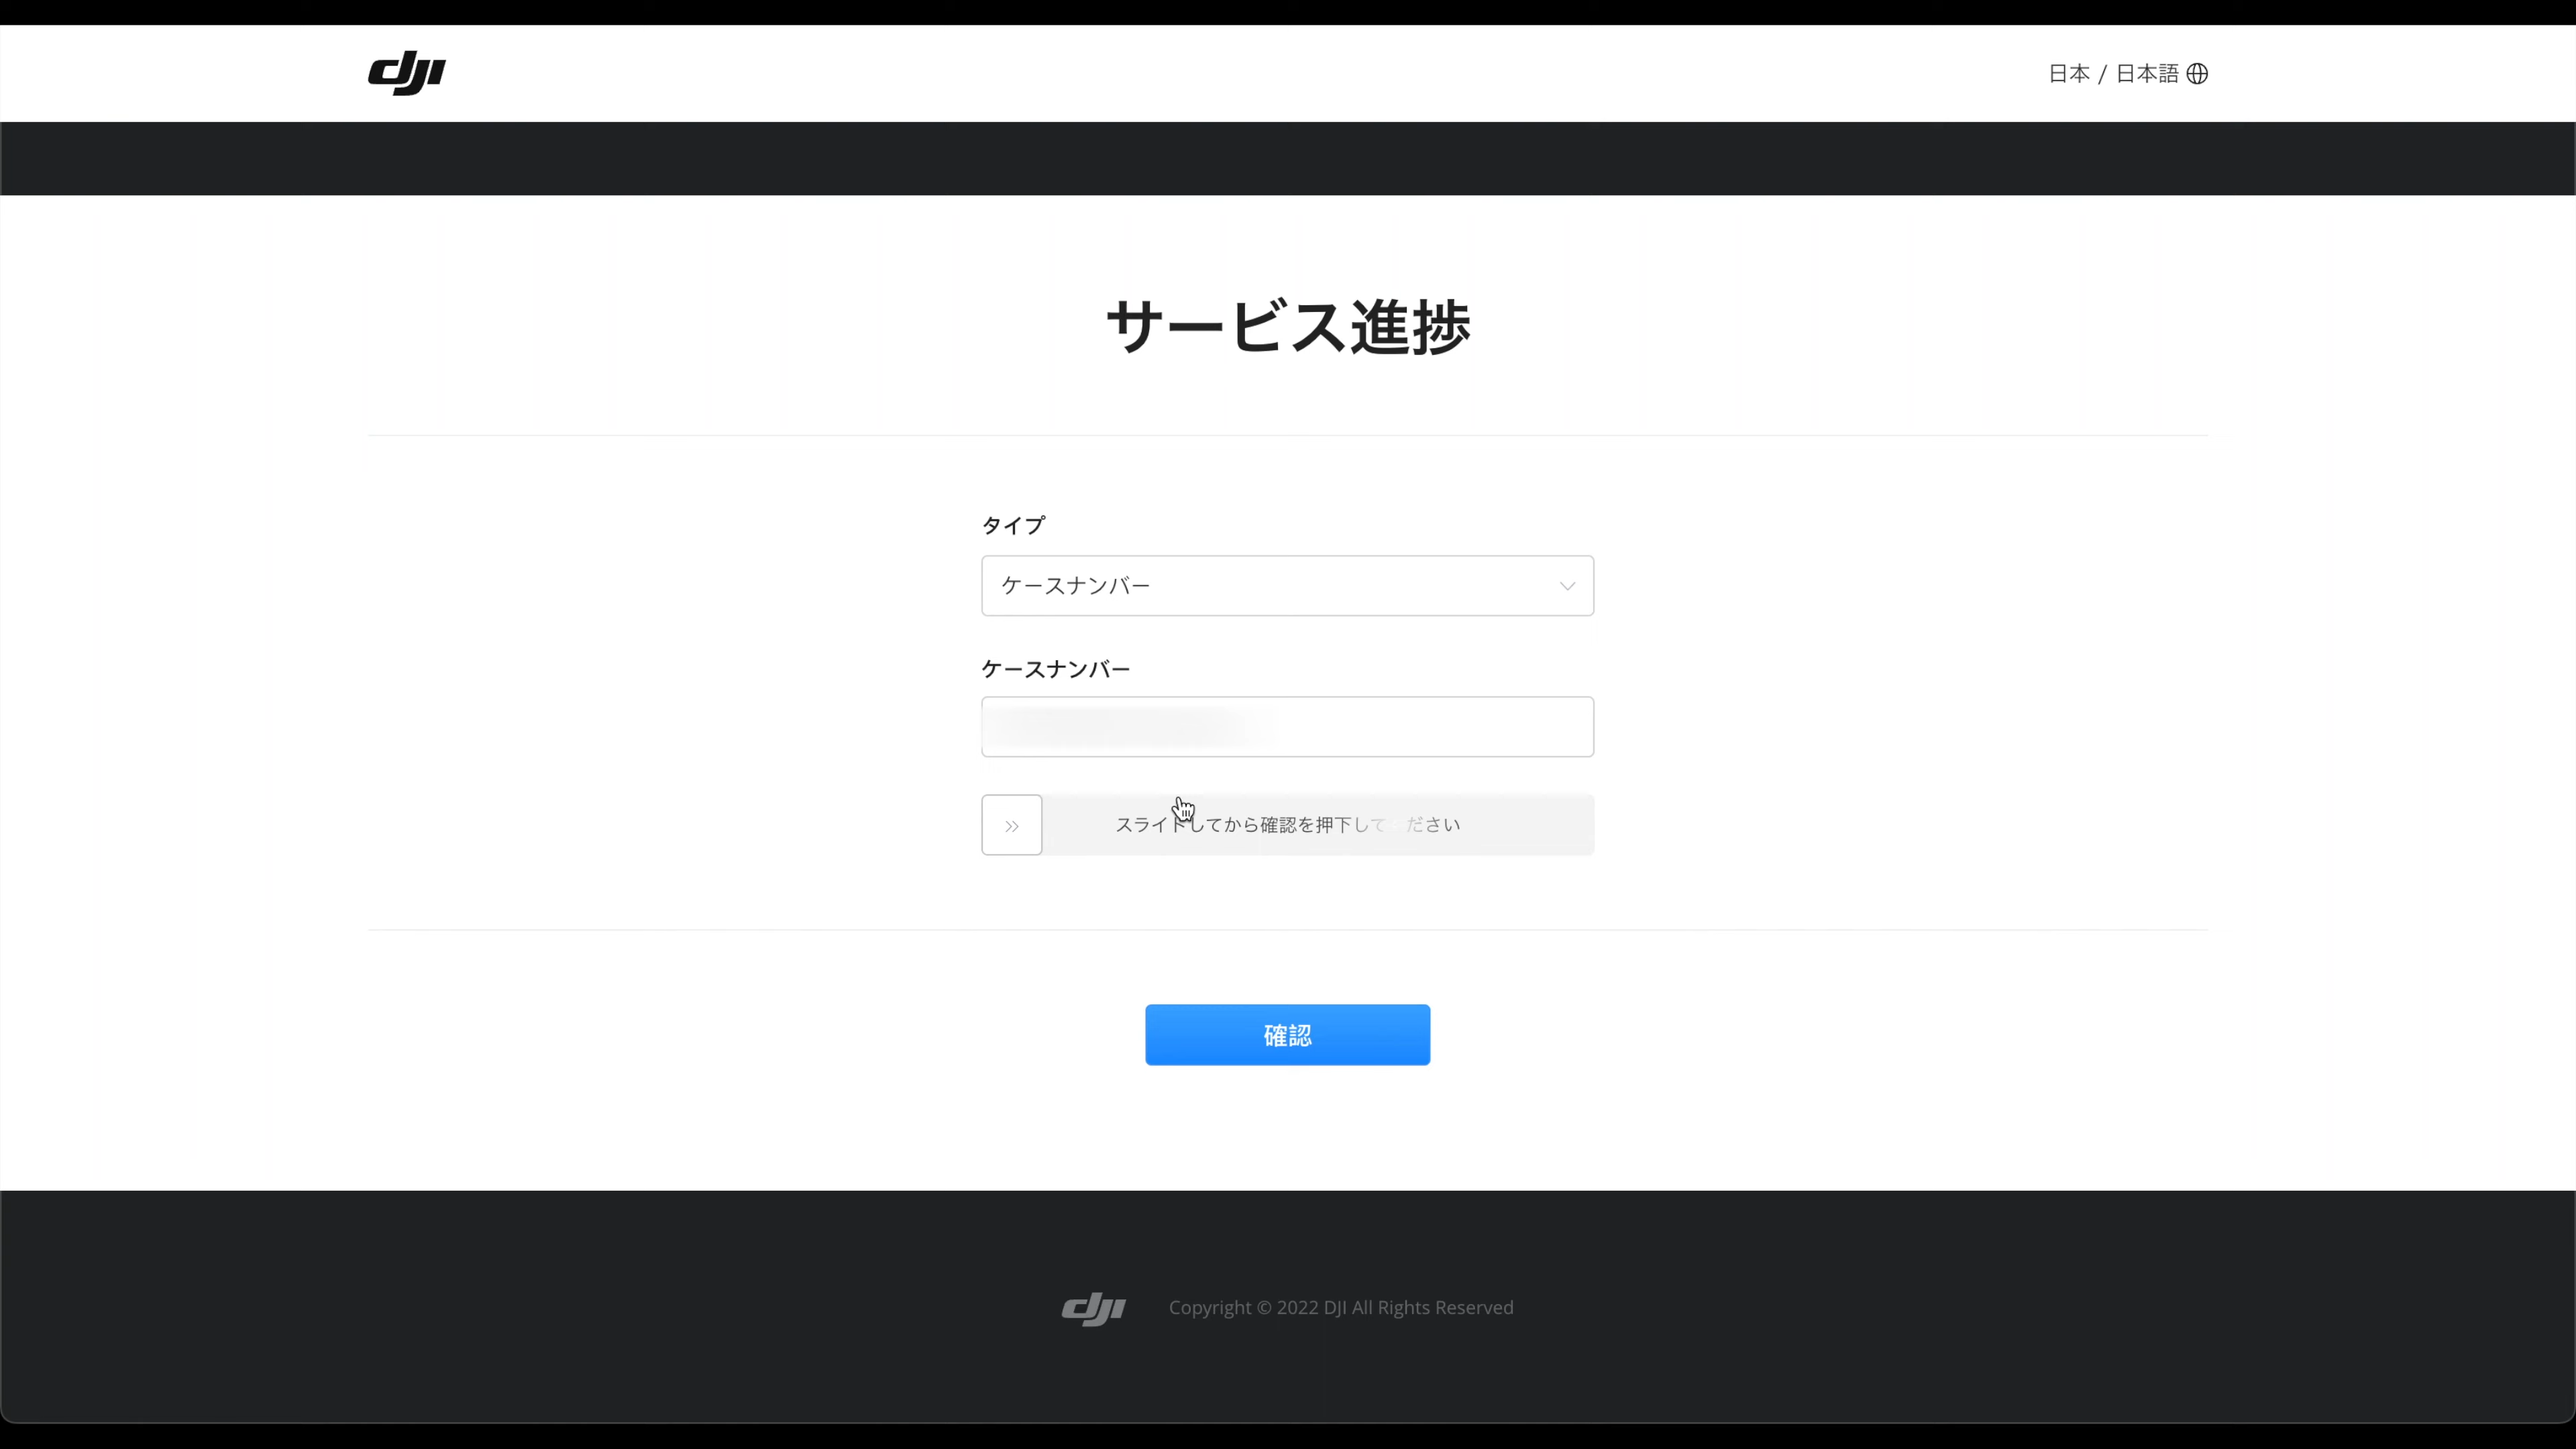 dji
日本 / 日本語
サービス進捗
タイプ
ケースナンバー
ケースナンバー
スライドしてから確認を押下してください
確認
dji Copyright © 2022 DJI All Rights Reserved